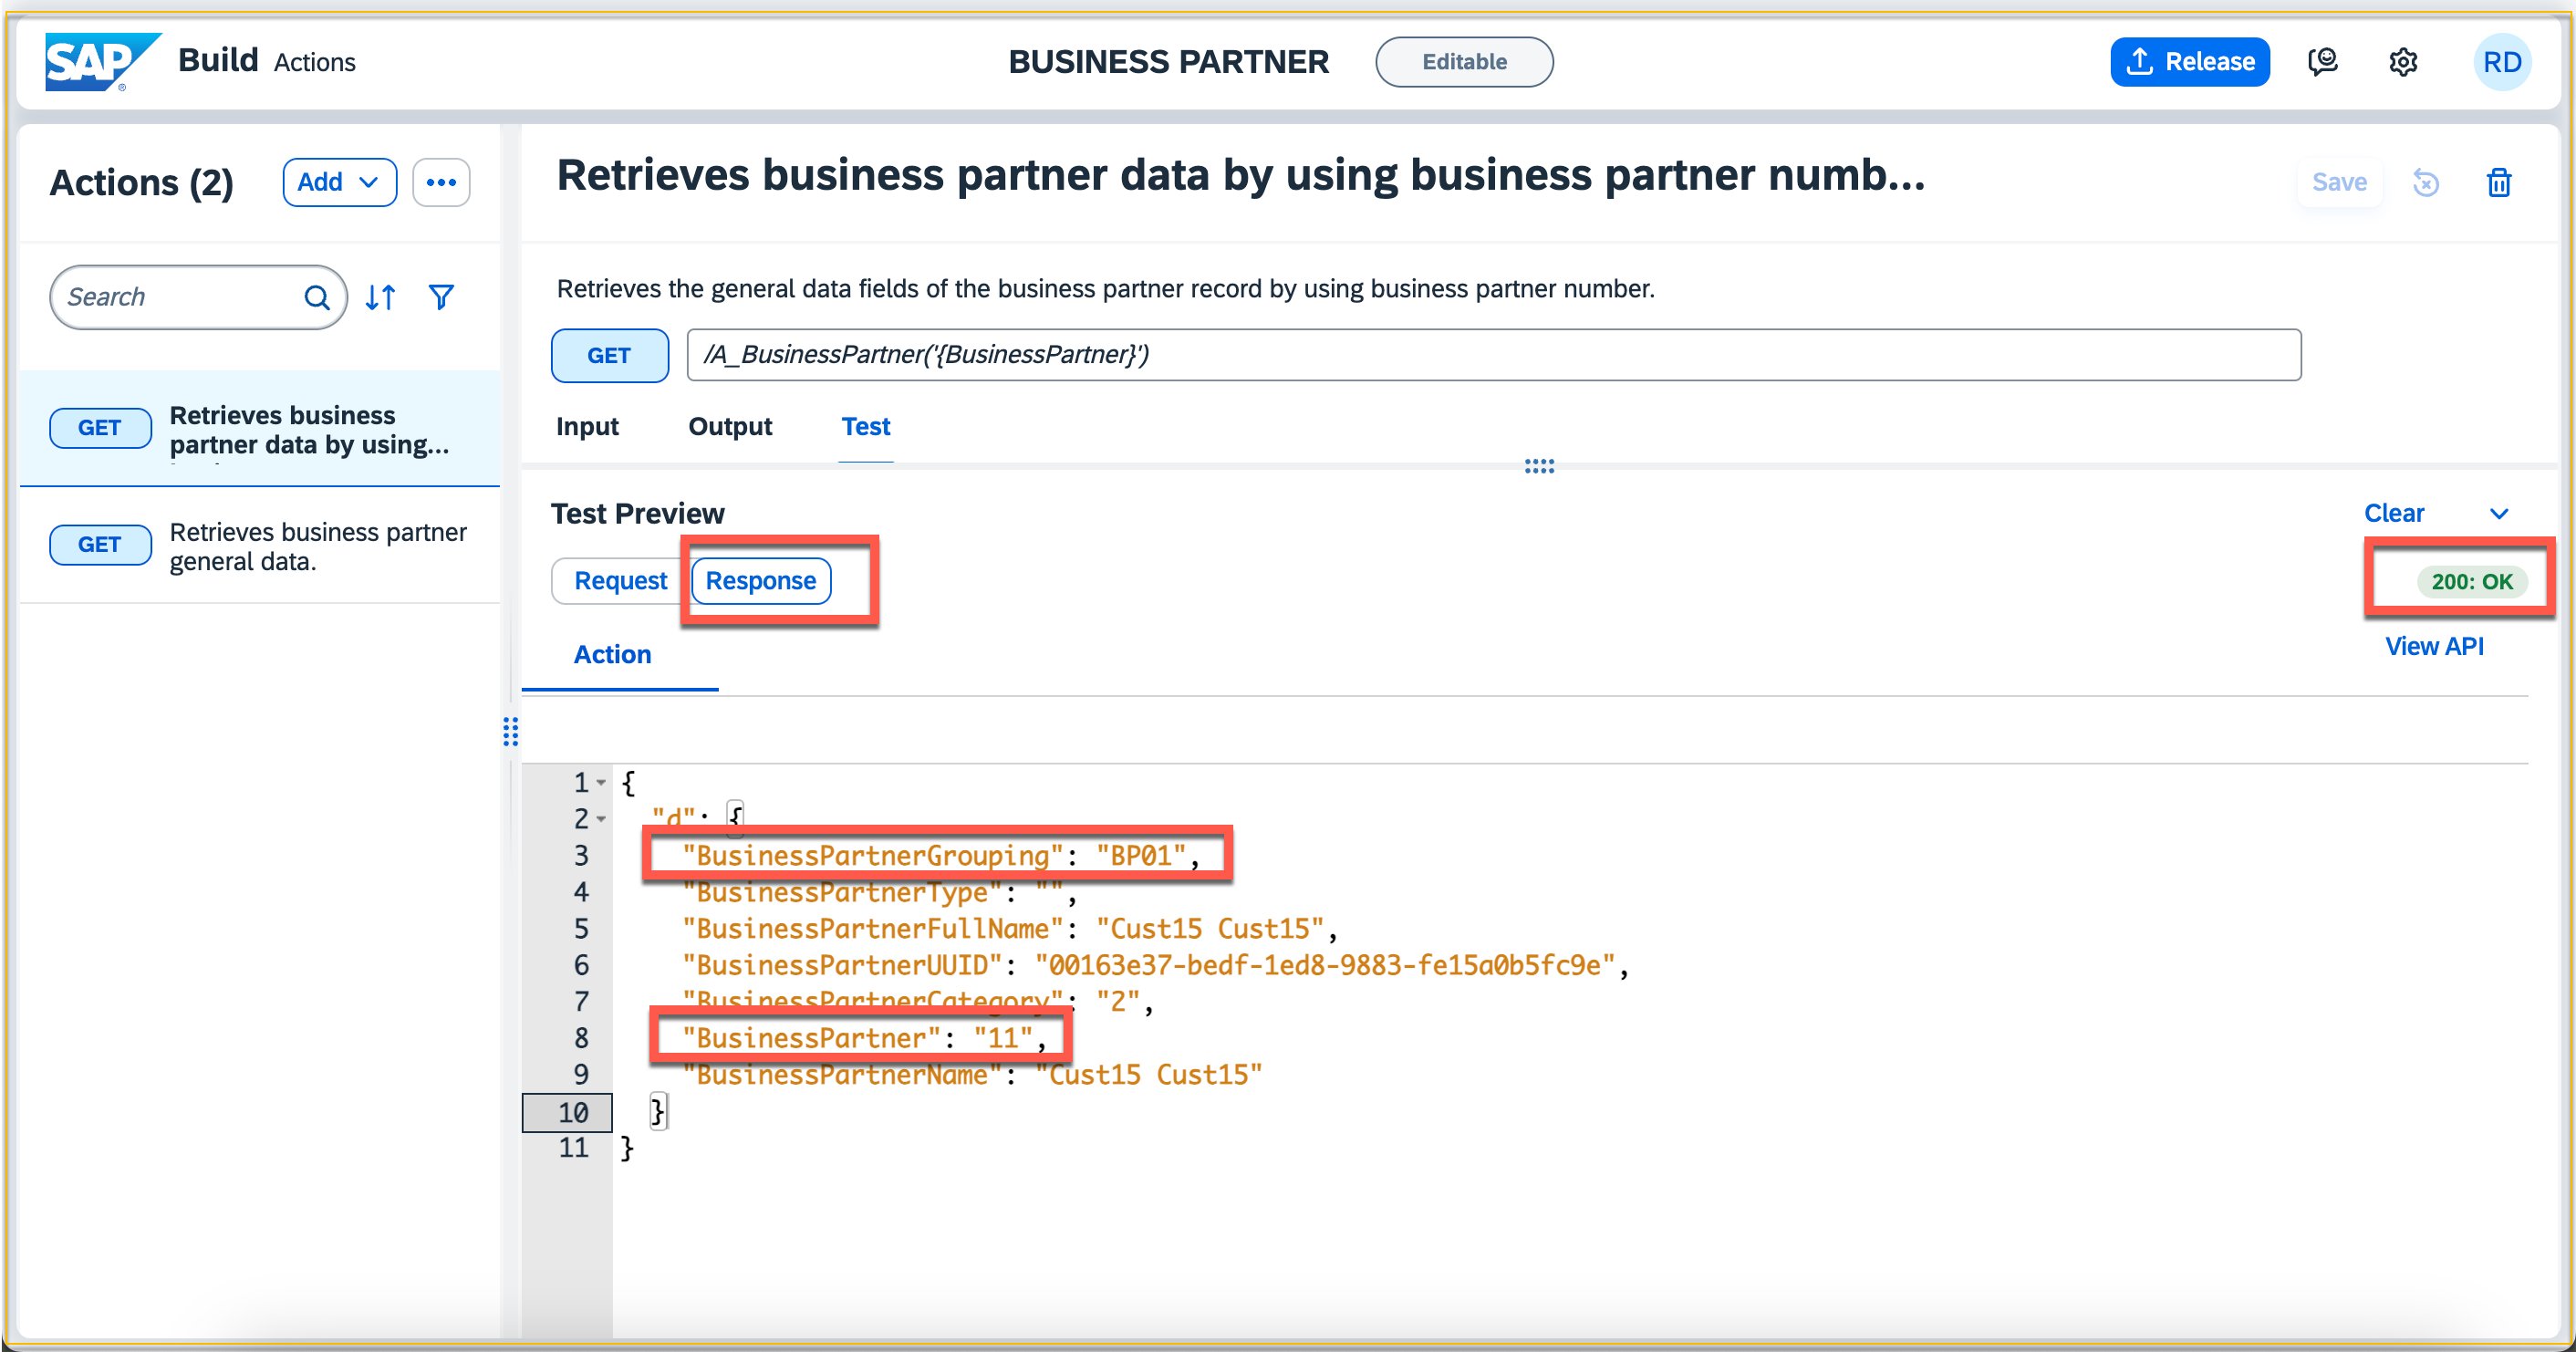 SAP Build Actions
BUSINESS PARTNER
Editable
Release
RD
Actions (2)
Add
Search
GET
Retrieves business
partner data by using...
GET
Retrieves business partner
general data.
Retrieves business partner data by using business partner numb...
Save
Retrieves the general data fields of the business partner record by using business partner number.
GET
/A_BusinessPartner('{BusinessPartner}')
Input
Output
Test
Test Preview
Clear
Request
Response
200: OK
Action
View API
1 {
2 "d": {
3 "BusinessPartnerGrouping": "BP01",
4 "BusinessPartnerType": "",
5 "BusinessPartnerFullName": "Cust15 Cust15",
6 "BusinessPartnerUUID": "00163e37-bedf-1ed8-9883-fe15a0b5fc9e",
7 "BusinessPartnerCategory": "2",
8 "BusinessPartner": "11",
9 "BusinessPartnerName": "Cust15 Cust15"
10 }
11 }